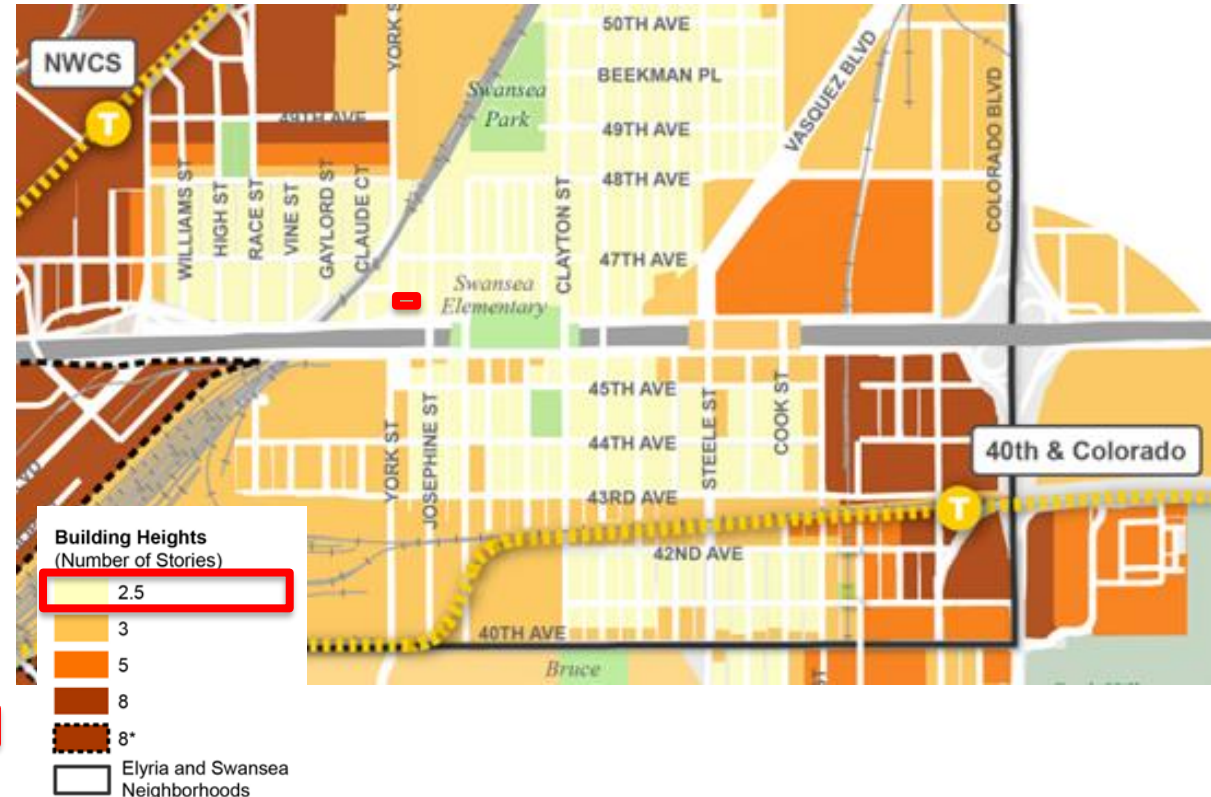 50TH AVE
NWCS
YORK S
BEEKMAN PL
VASQUEZ BLVD
COLORADO BLVD
Swansea
Park
T
49TH AVE
49TH AVE
48TH AVE
WILLIAMS ST
HIGH ST
RACE ST
VINE ST
GAYLORD ST
CLAUDE CT
CLAYTON ST
47TH AVE
Swansea
Elementary
45TH AVE
YORK ST
JOSEPHINE ST
STEELE ST
COOK ST
44TH AVE
40th & Colorado
43RD AVE
T
42ND AVE
40TH AVE
Bruce
Building Heights
(Number of Stories)
2.5
3
5
8
8*
Elyria and Swansea
Neighborhoods